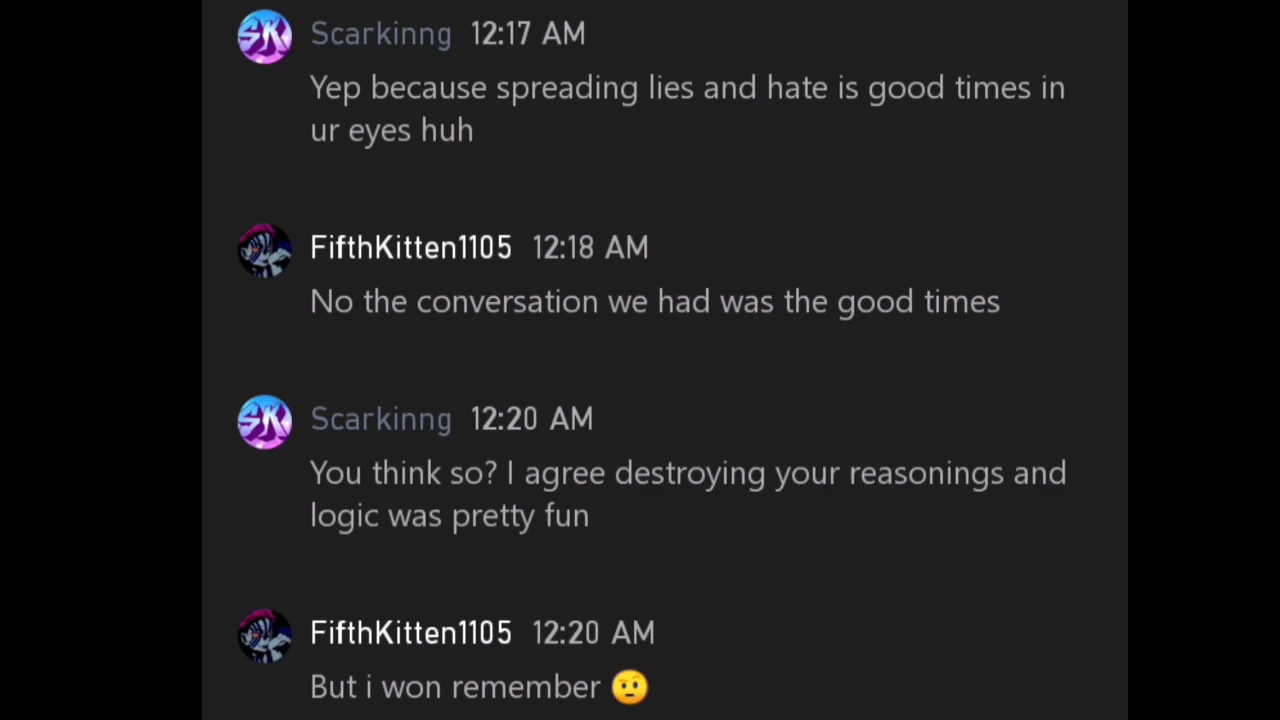 SK Scarkinng 12:17 AM
Yep because spreading lies and hate is good times in
ur eyes huh
FifthKitten1105 12:18 AM
No the conversation we had was the good times
SK Scarkinng 12:20 AM
You think so? I agree destroying your reasonings and
logic was pretty fun
FifthKitten1105 12:20 AM
But i won remember 🤨